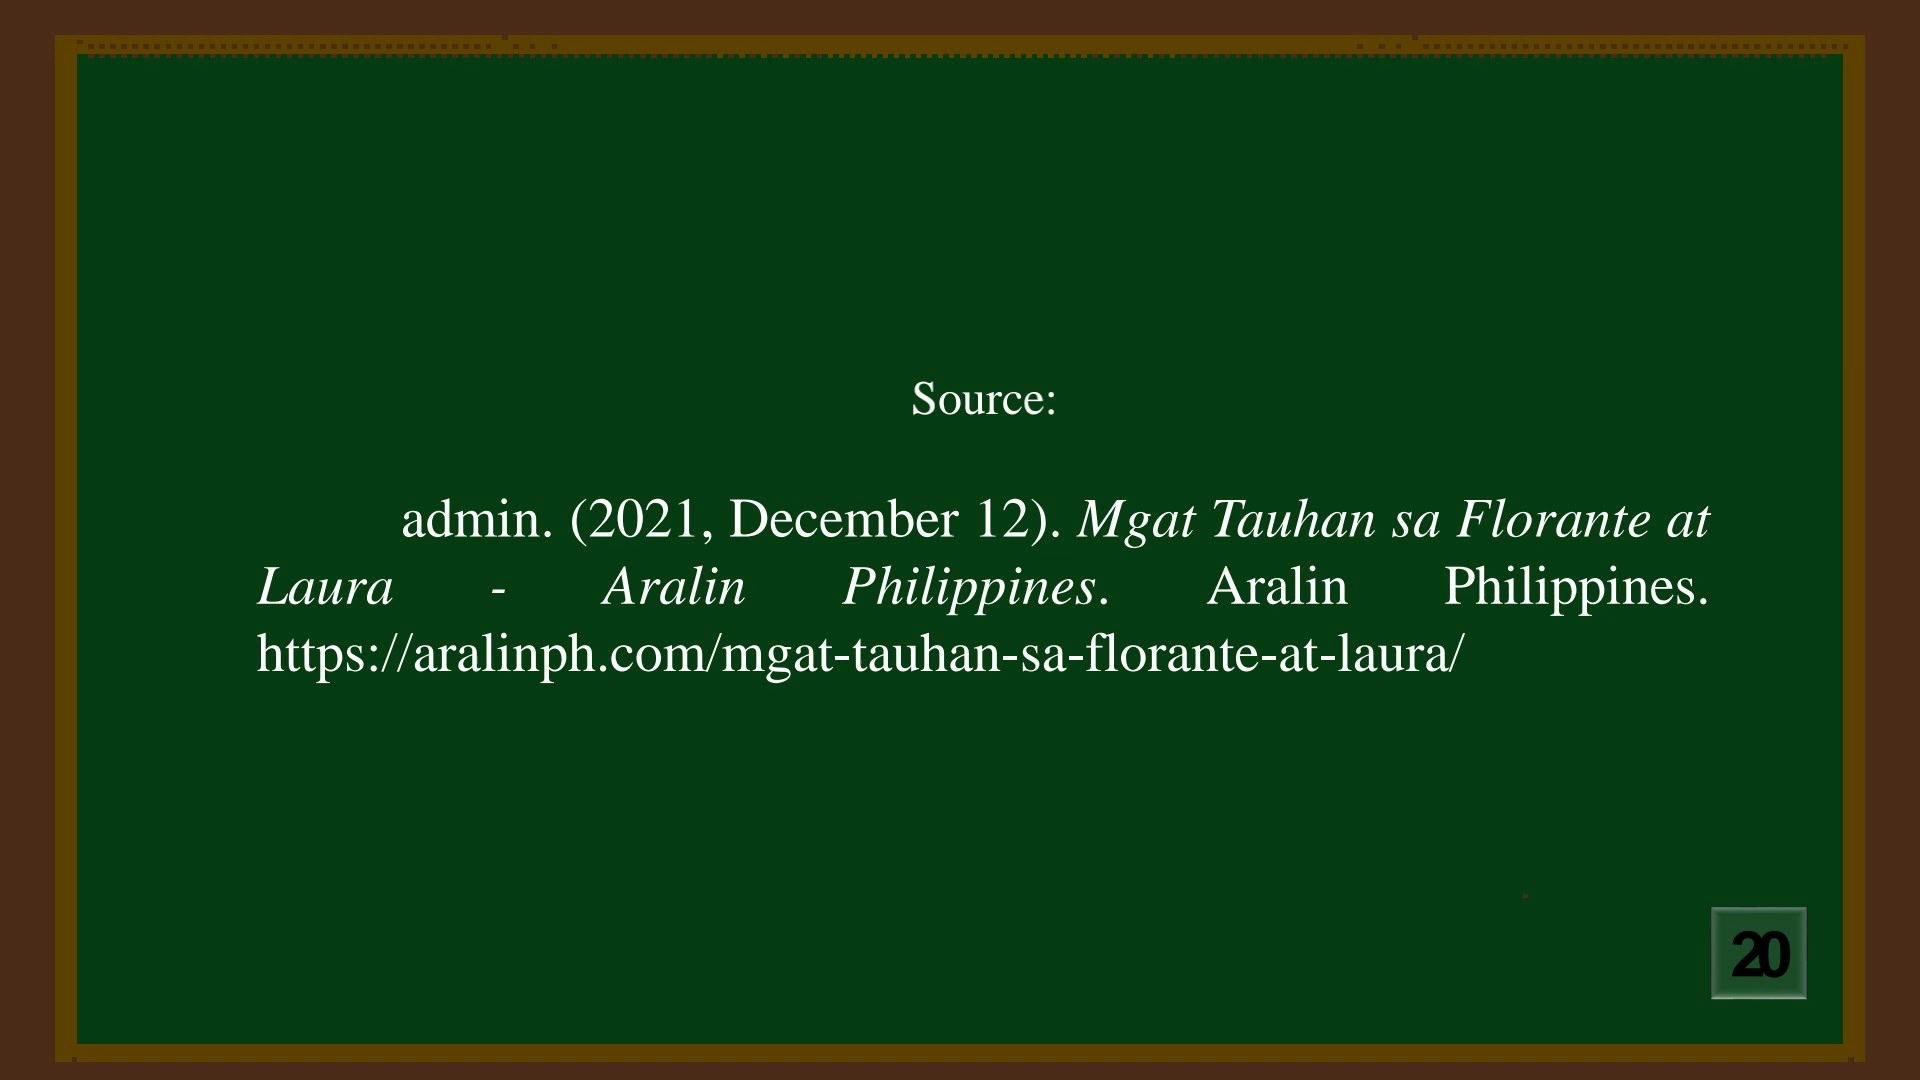 Source:
admin. (2021, December 12). Mgat Tauhan sa Florante at
Laura - Aralin Philippines. Aralin Philippines.
https://aralinph.com/mgat-tauhan-sa-florante-at-laura/
20